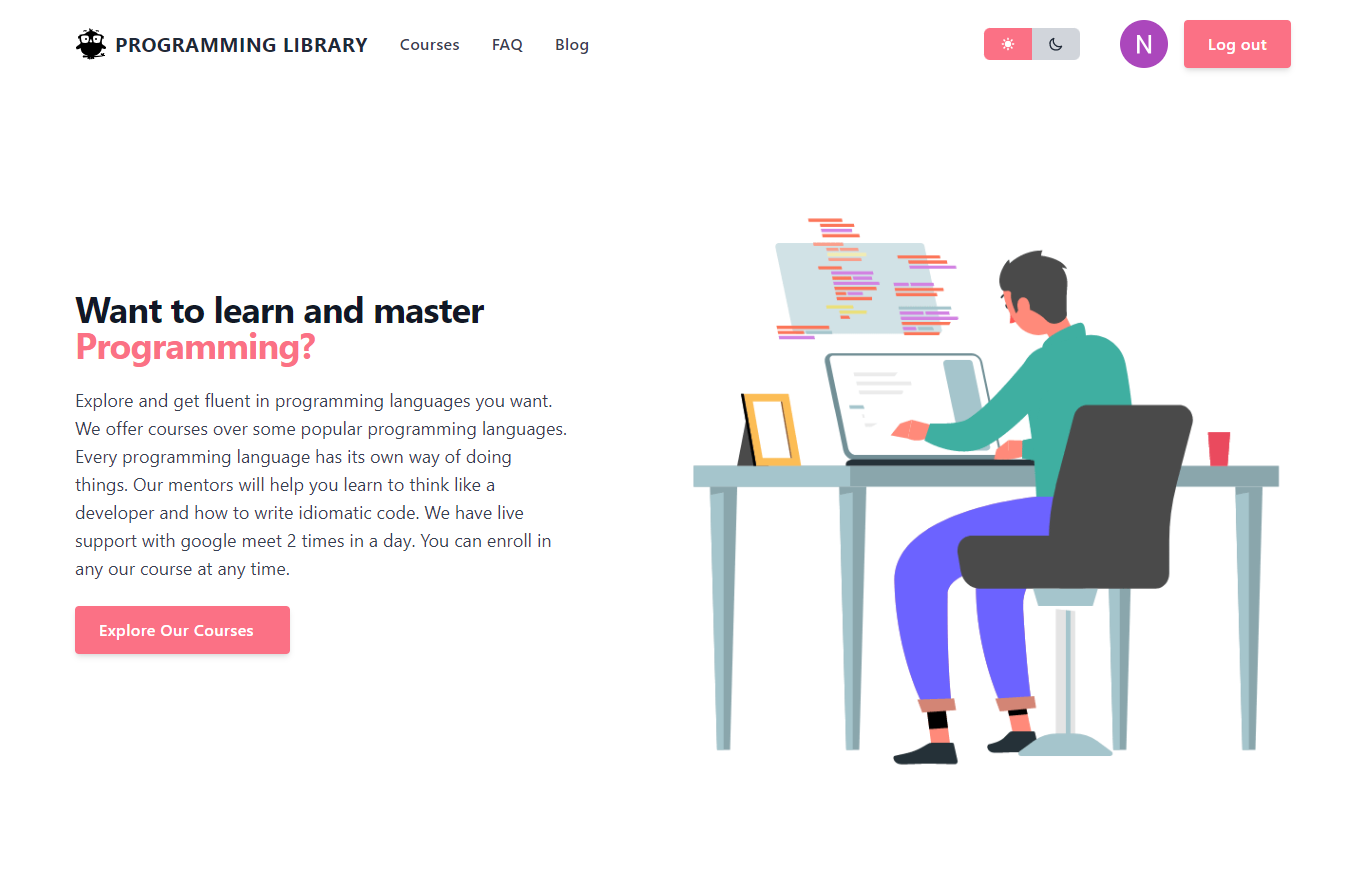 PROGRAMMING LIBRARY
Courses
FAQ
Blog
N
Log out
Want to learn and master
Programming?
Explore and get fluent in programming languages you want.
We offer courses over some popular programming languages.
Every programming language has its own way of doing
things. Our mentors will help you learn to think like a
developer and how to write idiomatic code. We have live
support with google meet 2 times in a day. You can enroll in
any our course at any time.
Explore Our Courses